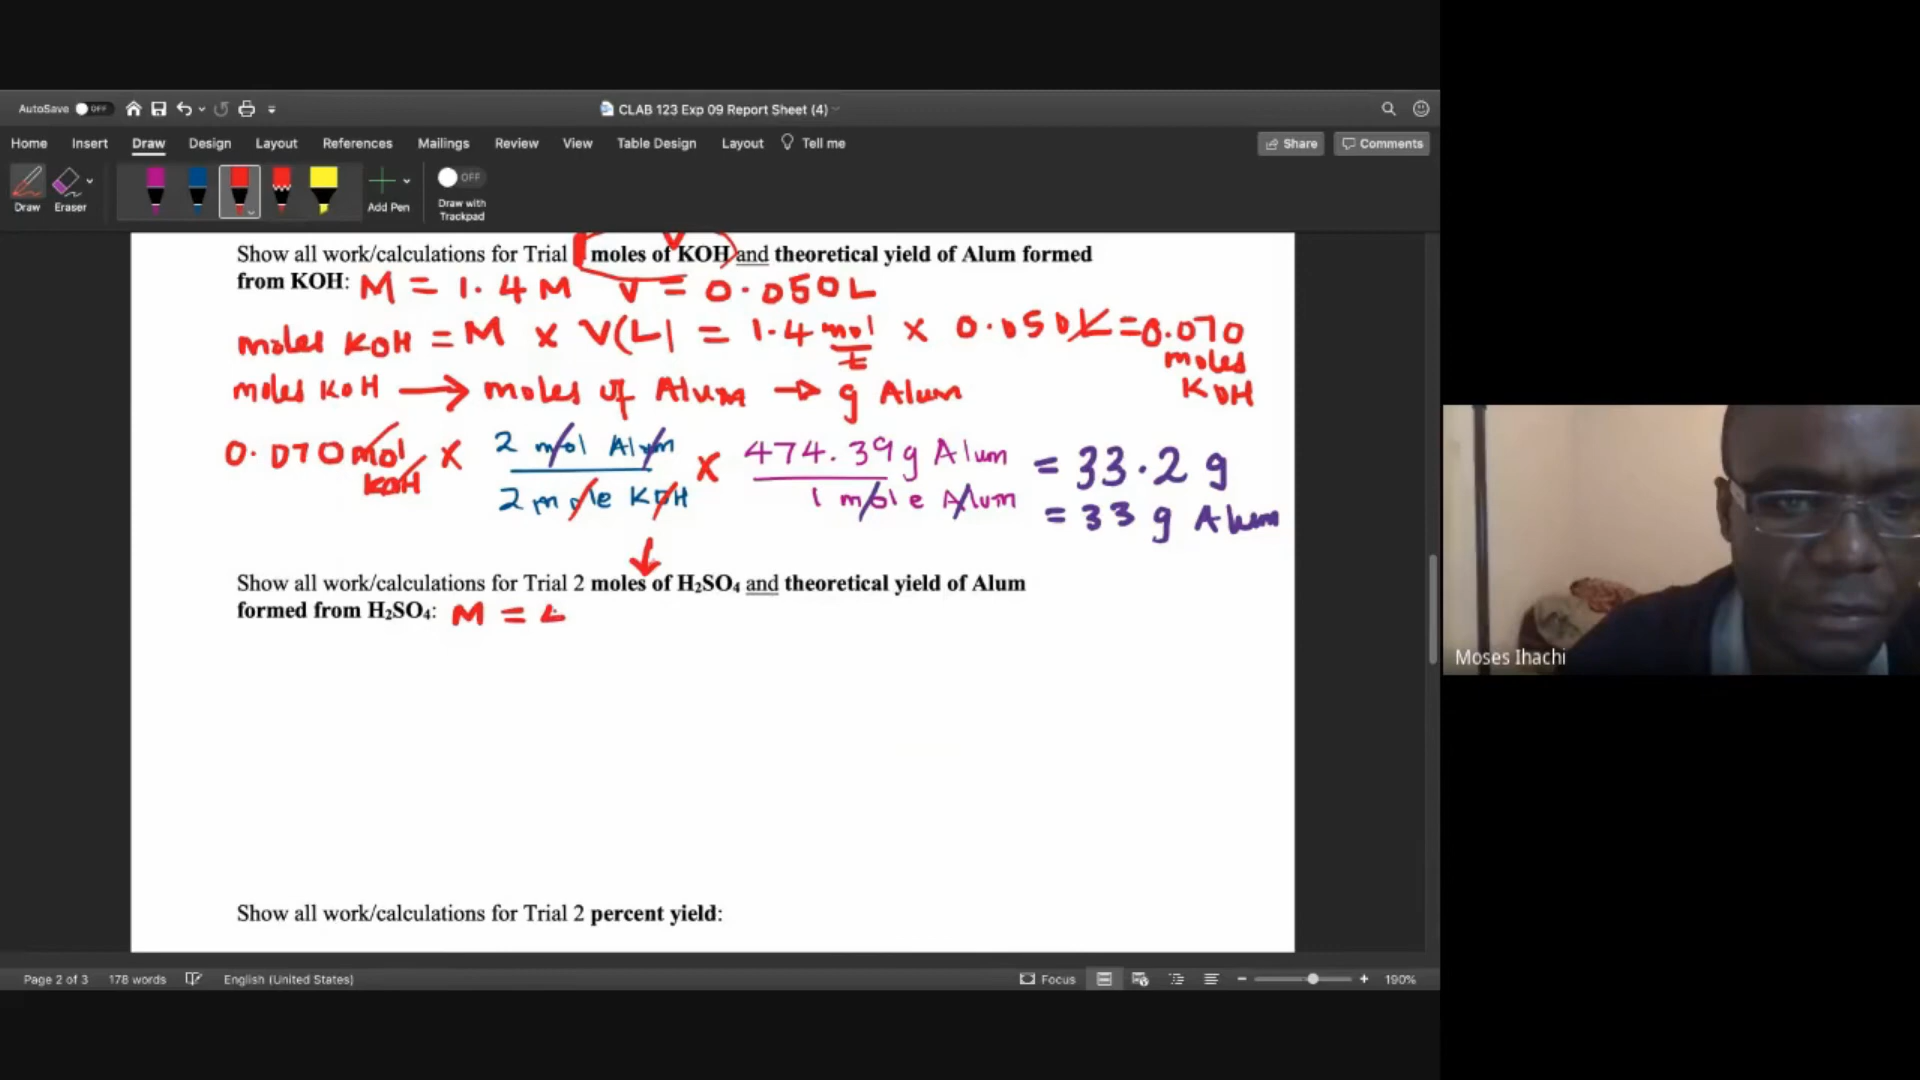 AutoSave OFF CLAB 123 Exp 09 Report Sheet (4)
Home Insert Draw Design Layout References Mailings Review View Table Design Layout Tell me Share Comments
OFF
Draw Eraser Add Pen Draw with Trackpad
Show all work/calculations for Trial moles of KOH and theoretical yield of Alum formed
from KOH: M = 1.4 M V = 0.050L
moles KOH = M x V(L) = 1.4 mol/L x 0.050L = 0.070 moles KOH
moles KOH → moles of Alum → g Alum
0.070 mol KOH x 2 mol Alum / 2 mole KOH x 474.39 g Alum / 1 mole Alum = 33.2 g
= 33 g Alum
Show all work/calculations for Trial 2 moles of H₂SO₄ and theoretical yield of Alum
formed from H₂SO₄: M =
Show all work/calculations for Trial 2 percent yield:
Moses Ihachi
Page 2 of 3 178 words English (United States) Focus 190%